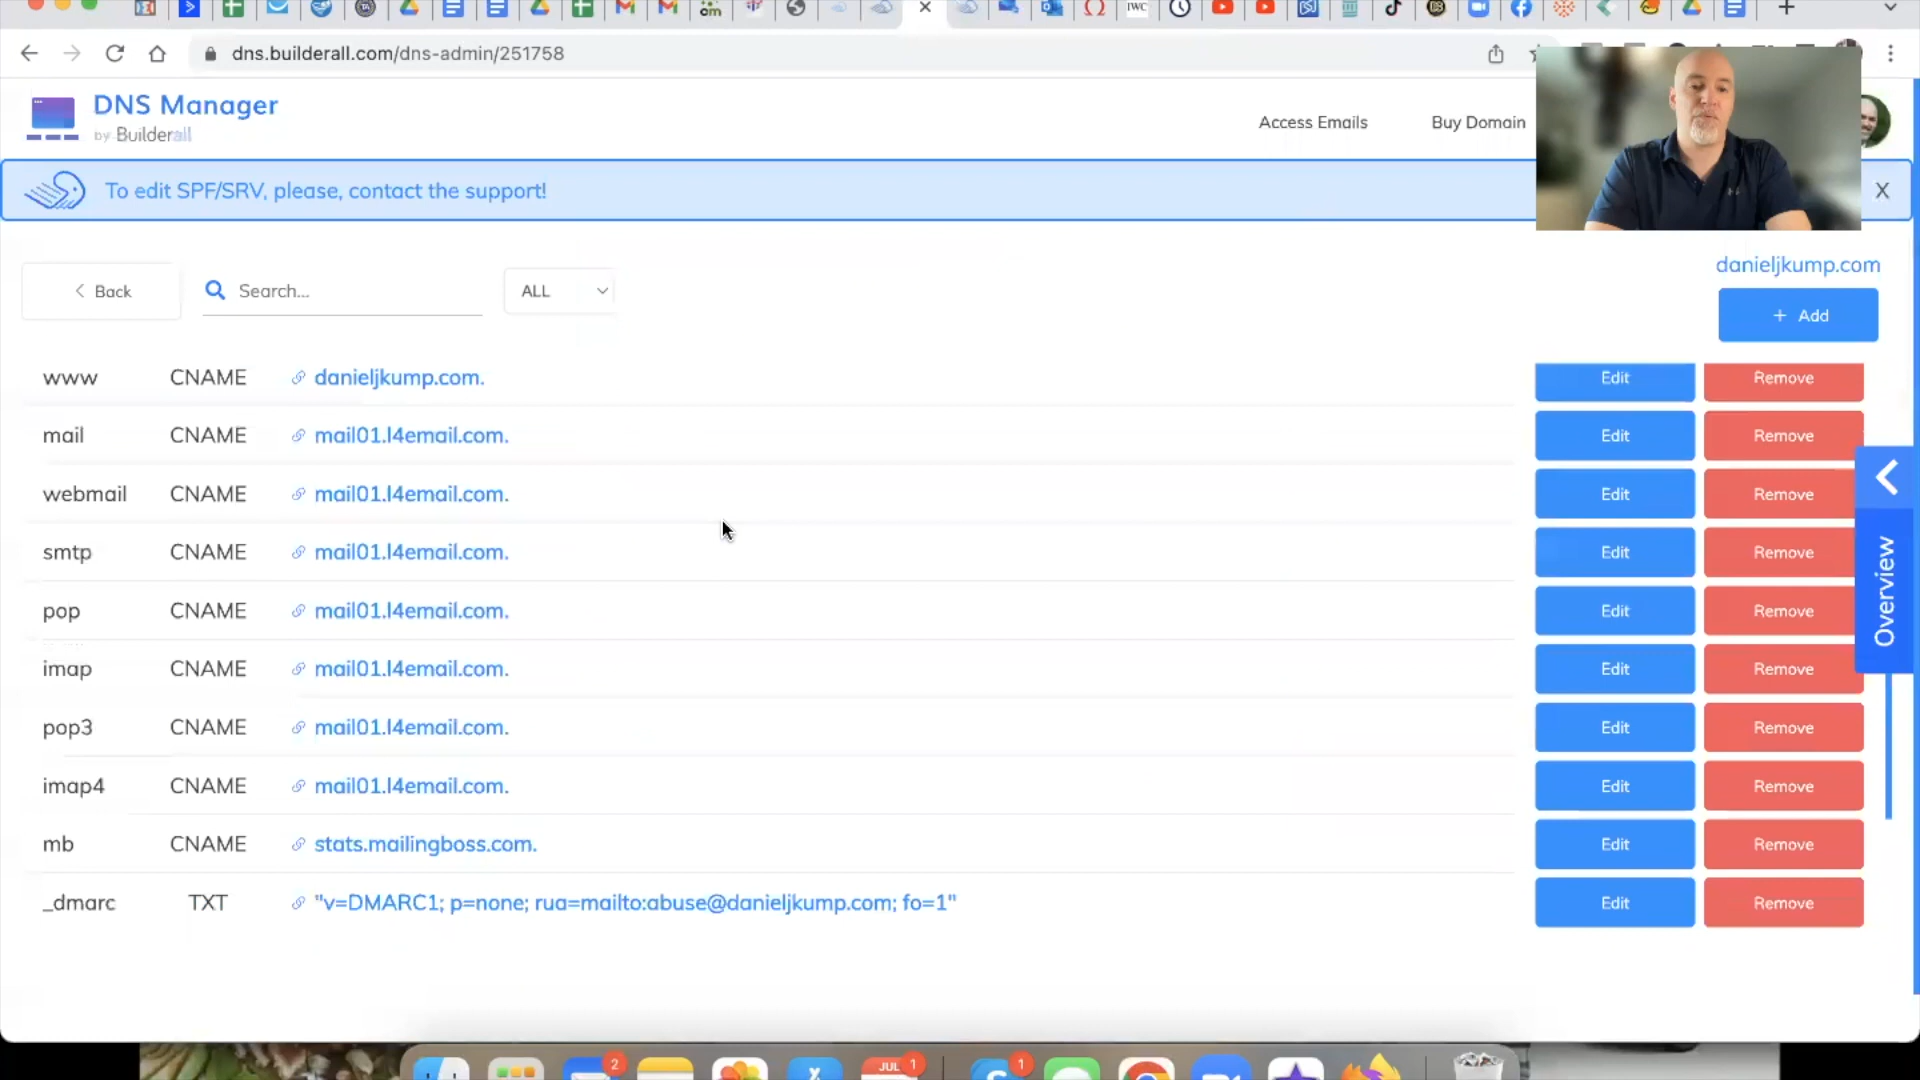 IWC
dns.builderall.com/dns-admin/251758
DNS Manager
by Builderall
Access Emails
Buy Domain
To edit SPF/SRV, please, contact the support!
X
Back
Search...
ALL
danieljkump.com
+ Add
www CNAME danieljkump.com. Edit Remove
mail CNAME mail01.l4email.com. Edit Remove
webmail CNAME mail01.l4email.com. Edit Remove
smtp CNAME mail01.l4email.com. Edit Remove
pop CNAME mail01.l4email.com. Edit Remove
imap CNAME mail01.l4email.com. Edit Remove
pop3 CNAME mail01.l4email.com. Edit Remove
imap4 CNAME mail01.l4email.com. Edit Remove
mb CNAME stats.mailingboss.com. Edit Remove
_dmarc TXT "v=DMARC1; p=none; rua=mailto:abuse@danieljkump.com; fo=1" Edit Remove
Overview
2
JUL
1
1